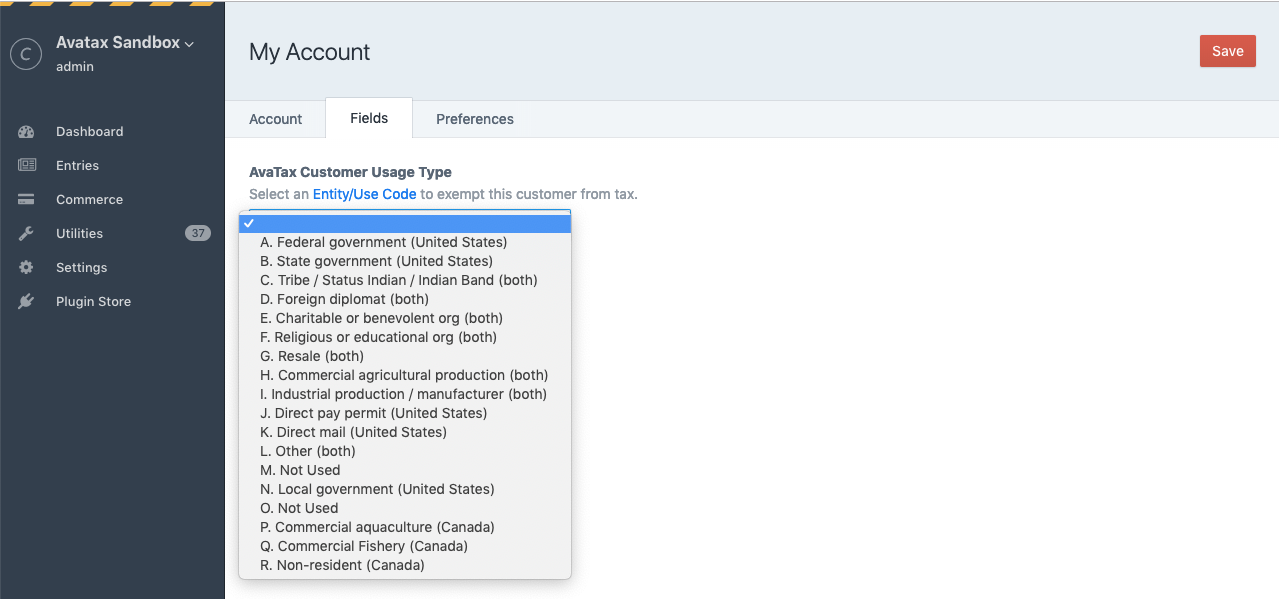 Avatax Sandbox
C
admin
My Account
Save
Account
Fields
Preferences
Dashboard
Entries
Commerce
Utilities
37
Settings
Plugin Store
AvaTax Customer Usage Type
Select an Entity/Use Code to exempt this customer from tax.
A. Federal government (United States)
B. State government (United States)
C. Tribe / Status Indian / Indian Band (both)
D. Foreign diplomat (both)
E. Charitable or benevolent org (both)
F. Religious or educational org (both)
G. Resale (both)
H. Commercial agricultural production (both)
I. Industrial production / manufacturer (both)
J. Direct pay permit (United States)
K. Direct mail (United States)
L. Other (both)
M. Not Used
N. Local government (United States)
O. Not Used
P. Commercial aquaculture (Canada)
Q. Commercial Fishery (Canada)
R. Non-resident (Canada)